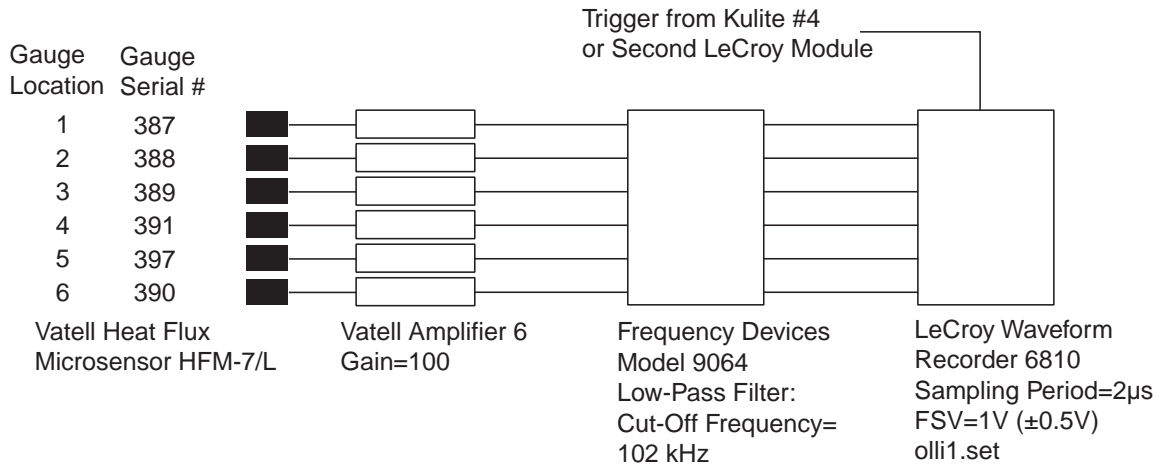 Trigger from Kulite #4
or Second LeCroy Module
Gauge Location
Gauge Serial #
1 387
2 388
3 389
4 391
5 397
6 390
Vatell Heat Flux
Microsensor HFM-7/L
Vatell Amplifier 6
Gain=100
Frequency Devices
Model 9064
Low-Pass Filter:
Cut-Off Frequency=
102 kHz
LeCroy Waveform
Recorder 6810
Sampling Period=2µs
FSV=1V (±0.5V)
olli1.set